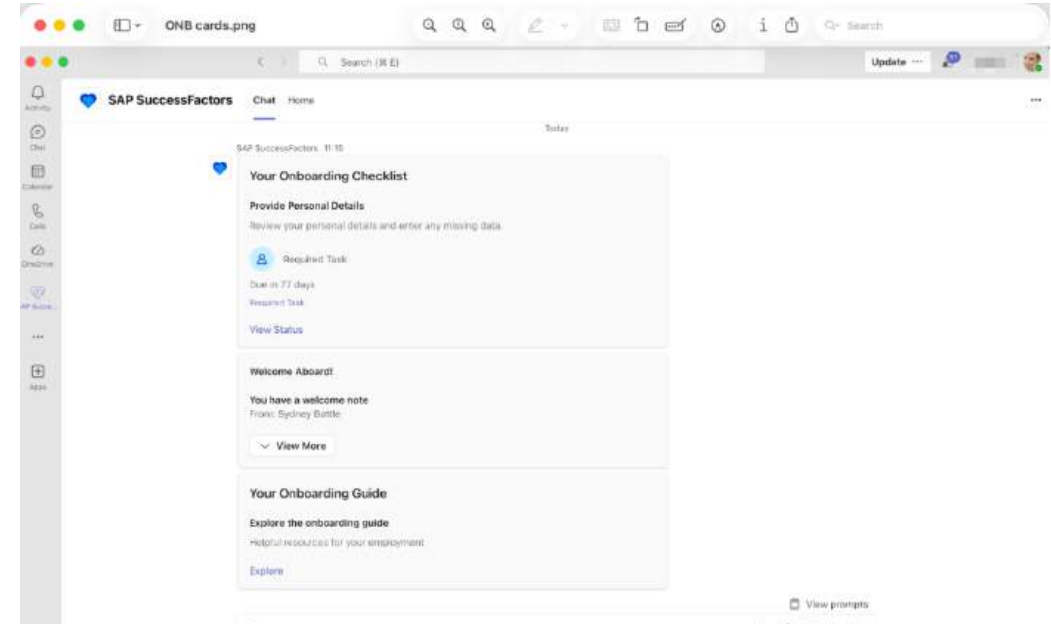 ONB cards.png
Search
Search (⌘ E)
Update ...
Activity
SAP SuccessFactors Chat Home
Chat
Calendar
Calls
OneDrive
Apps
Today
SAP SuccessFactors
Your Onboarding Checklist
Provide Personal Details
Review your personal details and enter any missing data.
Required Task
Due in 77 days
Required Task
View Status
Welcome Aboard!
You have a welcome note
From: Sydney Battle
View More
Your Onboarding Guide
Explore the onboarding guide
Helpful resources for your employment
Explore
View prompts